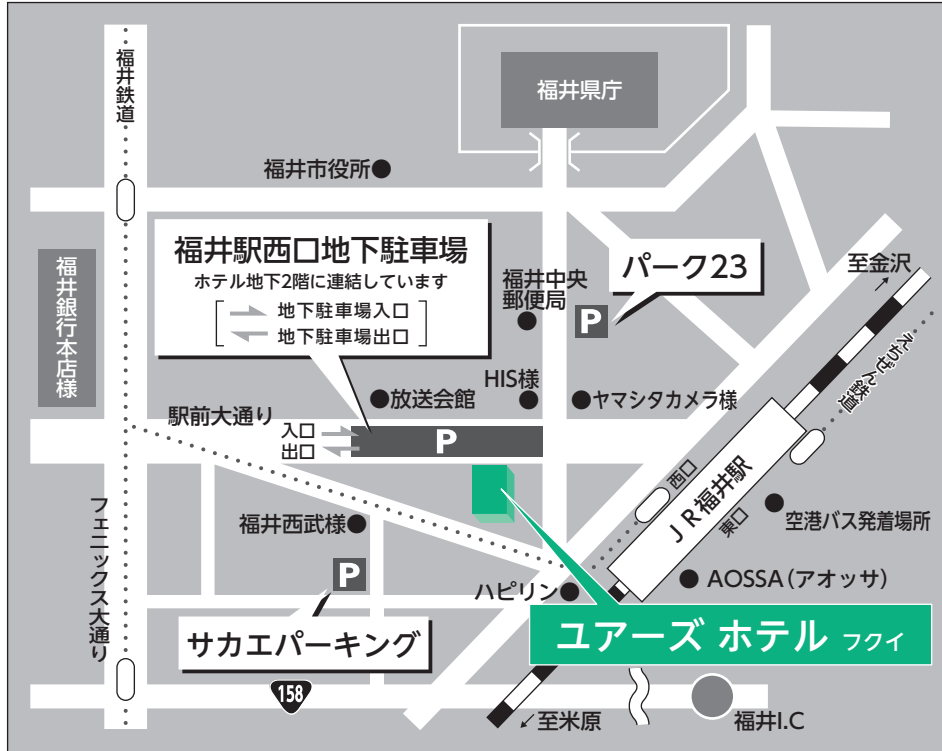 福井鉄道
福井県庁
福井市役所
福井銀行本店様
福井駅西口地下駐車場
ホテル地下2階に連結しています
地下駐車場入口
地下駐車場出口
福井中央
郵便局
パーク23
P
至金沢
えちぜん鉄道
HIS様
放送会館
ヤマシタカメラ様
駅前大通り
入口
出口
P
西口
JR福井駅
東口
空港バス発着場所
フェニックス大通り
福井西武様
P
サカエパーキング
ハピリン
AOSSA(アオッサ)
ユアーズ ホテル フクイ
158
至米原
福井I.C